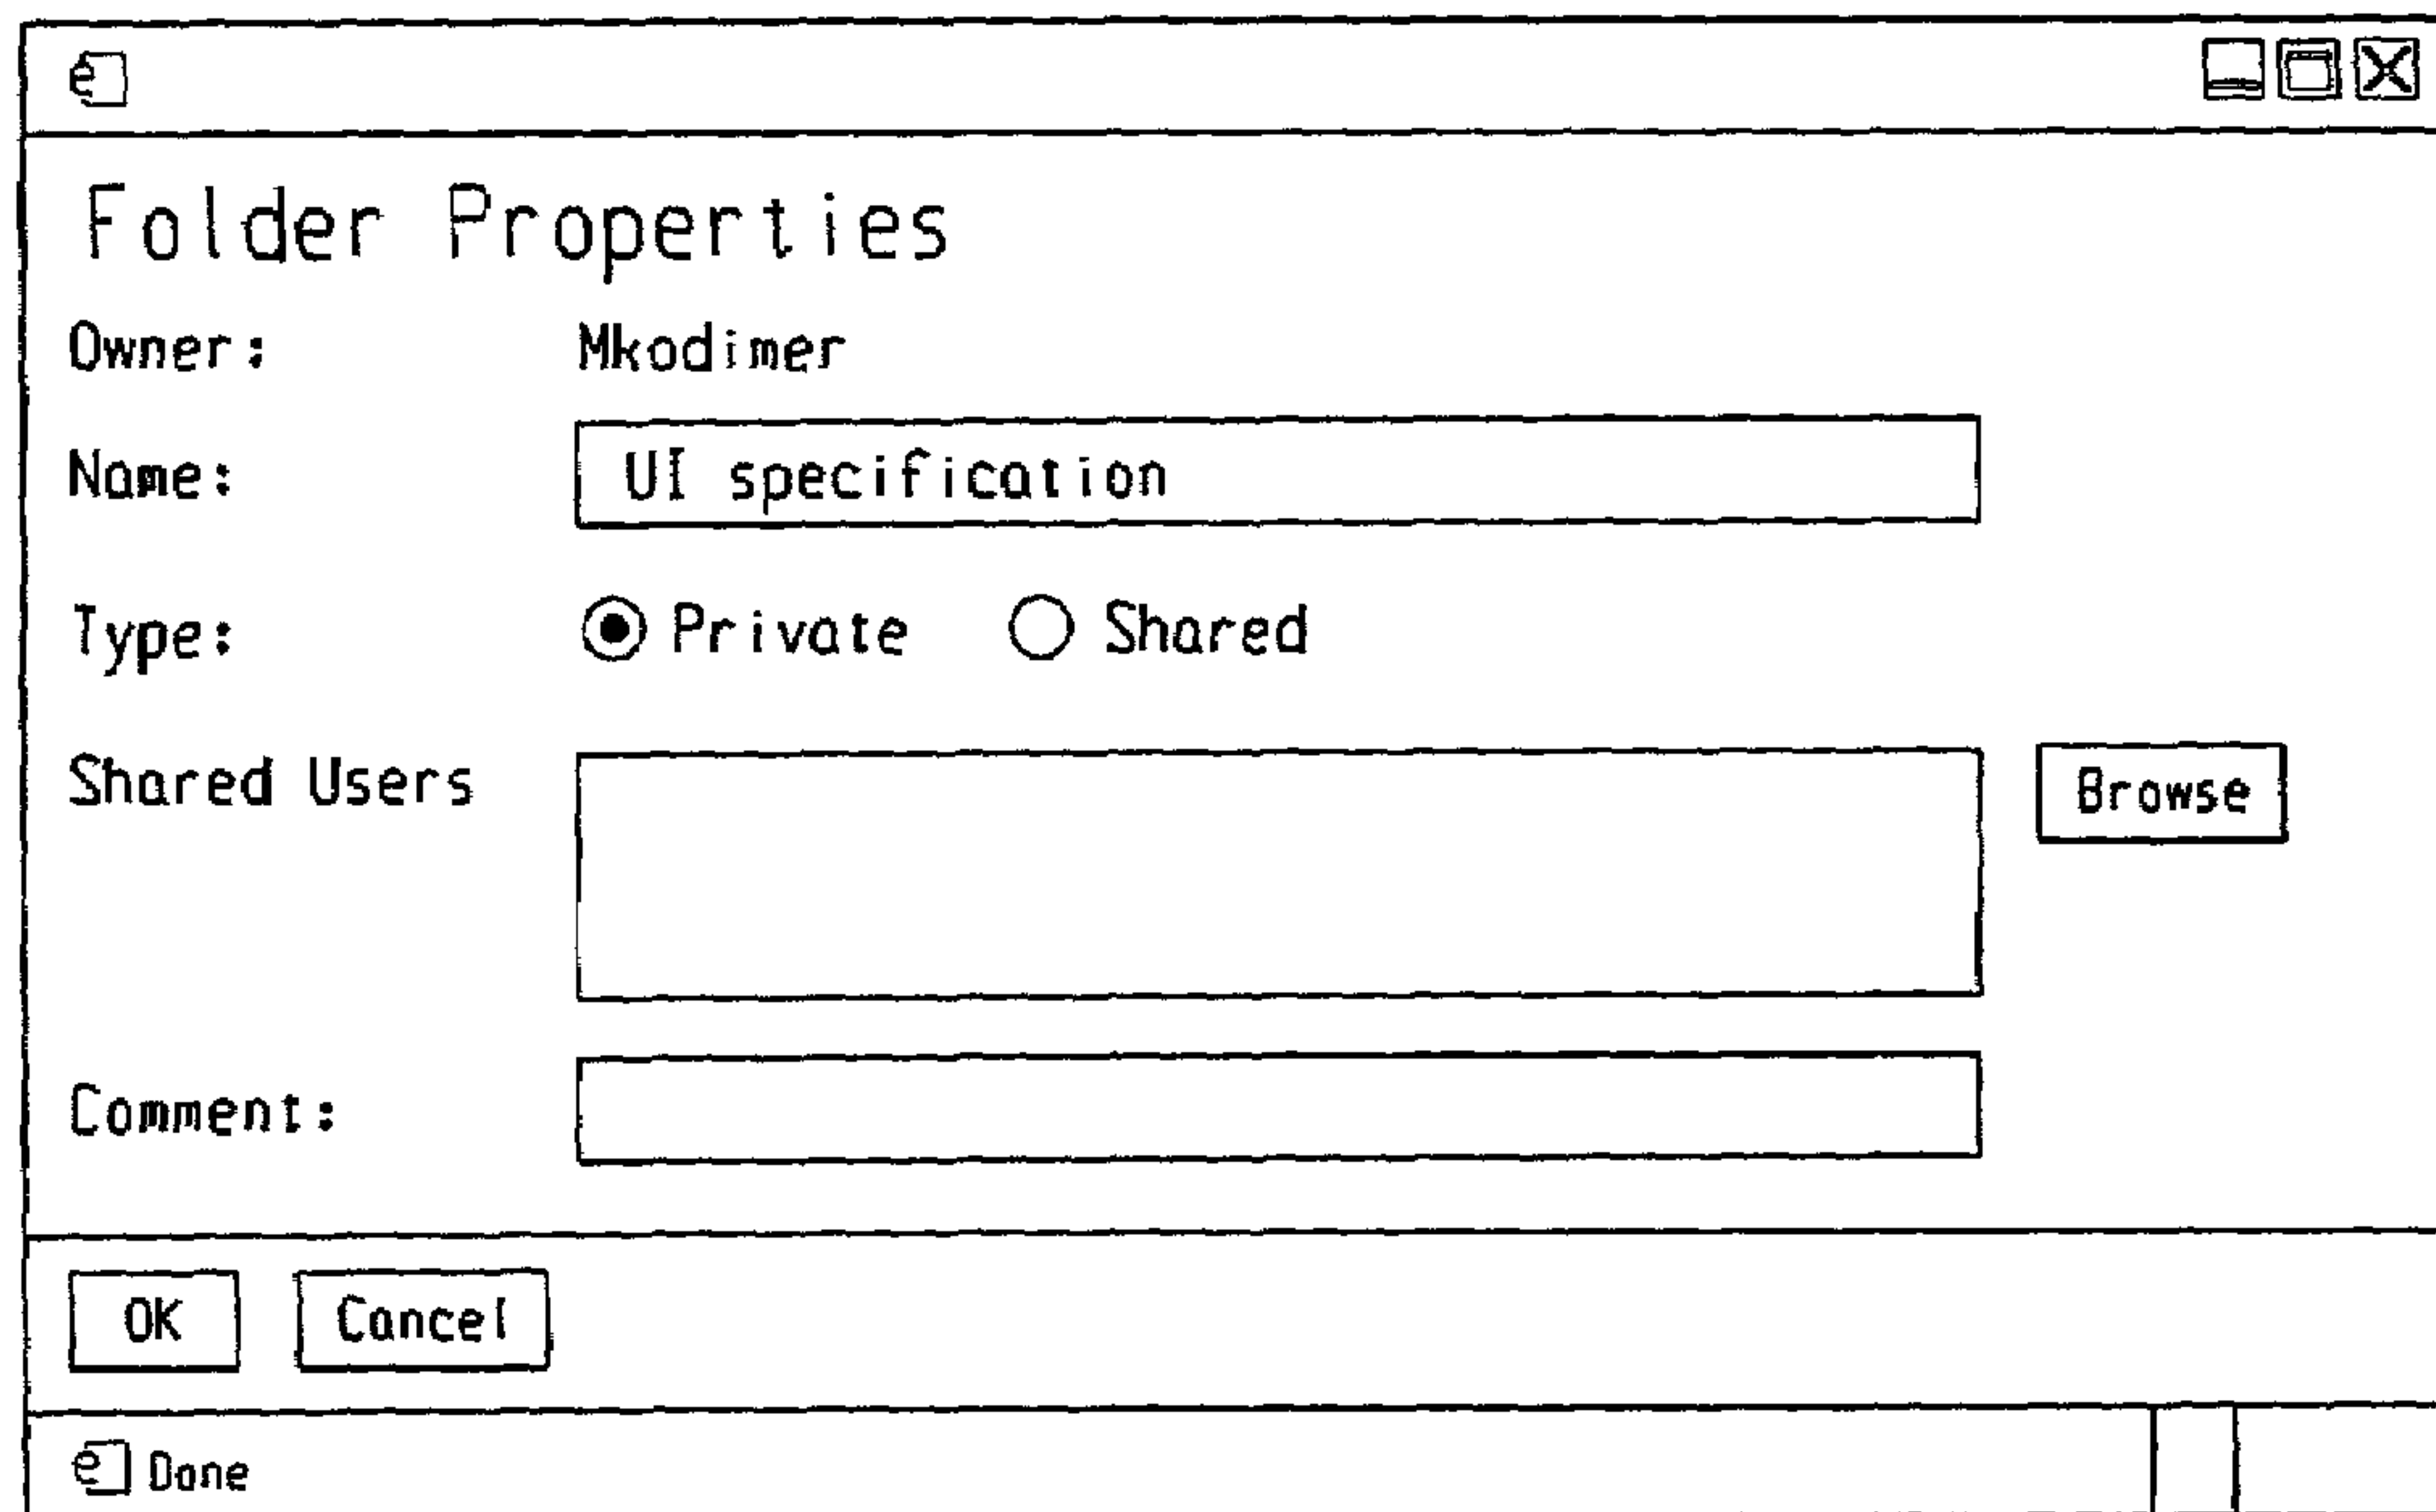 Folder Properties
Owner: Mkodimer
Name: UI specification
Type: Private Shared
Shared Users Browse
Comment:
OK Cancel
Done